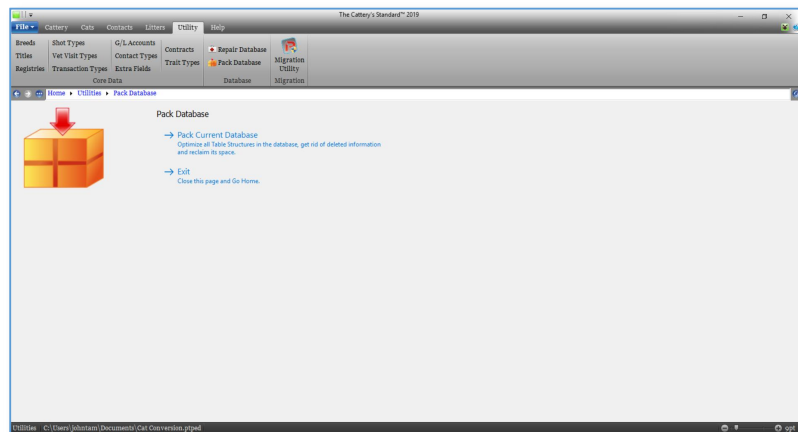 The Cattery's Standard™ 2019
File Cattery Cats Contacts Litters Utility Help
Breeds Shot Types G/L Accounts Contracts Repair Database
Titles Vet Visit Types Contact Types Trait Types Pack Database Migration Utility
Registries Transaction Types Extra Fields
Core Data Database Migration
Home Utilities Pack Database
Pack Database
Pack Current Database
Optimize all Table Structures in the database, get rid of deleted information
and reclaim its space.
Exit
Close this page and Go Home.
Utilities C:\Users\johntam\Documents\Cat Conversion.ptped 9pt